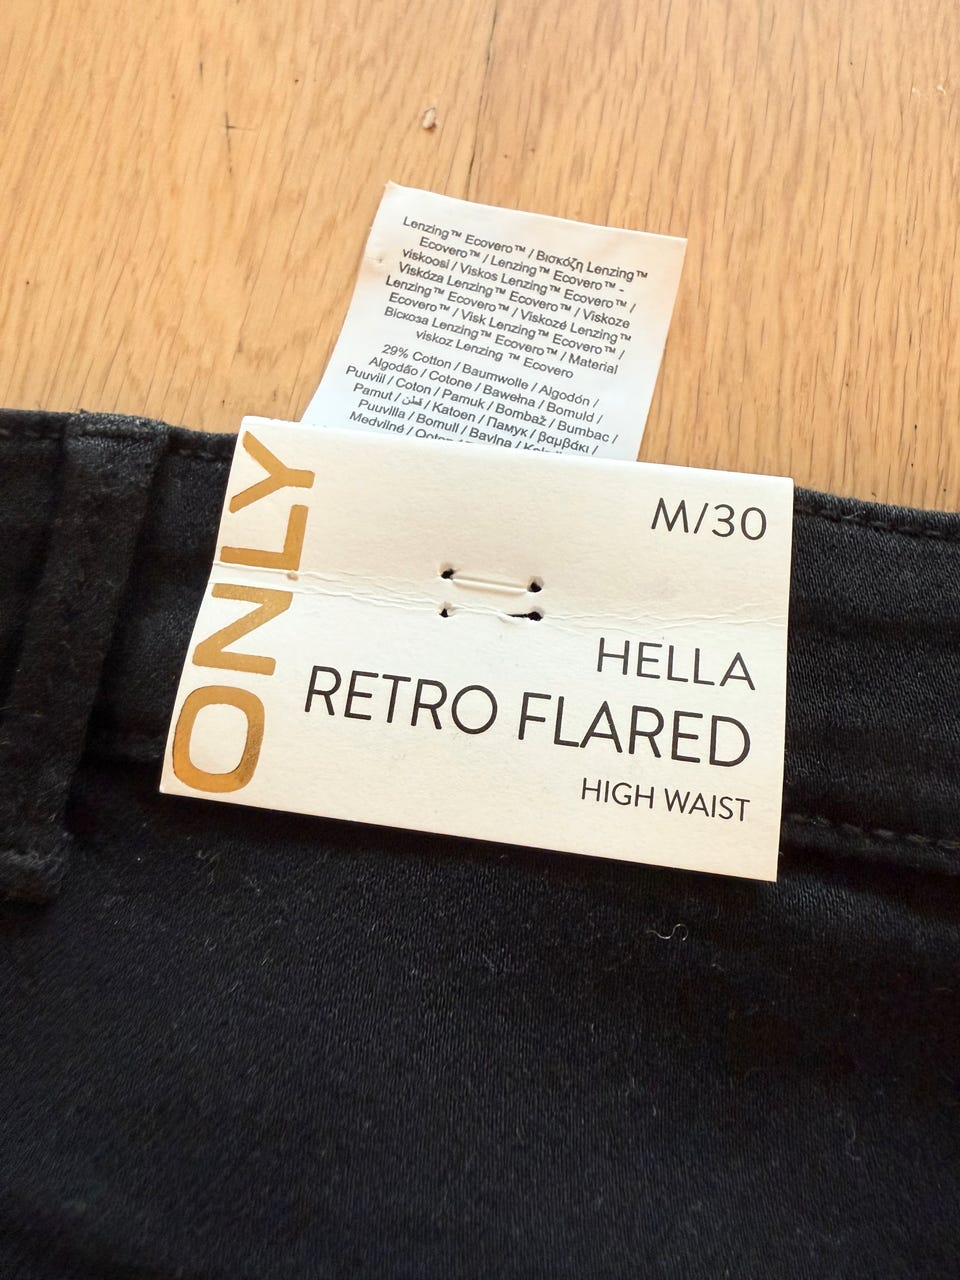 Lenzing™ Ecovero™ / Βισκόζη Lenzing™
Ecovero™ / Lenzing™ Ecovero™ -
viskoosi / Viskos Lenzing™ Ecovero™ /
Viskóza Lenzing™ Ecovero™ / Viskoze
Lenzing™ Ecovero™ / Viskozė Lenzing™
Ecovero™ / Visk Lenzing™ Ecovero™ /
Віскоза Lenzing™ Ecovero™ / Material
viskoz Lenzing ™ Ecovero
29% Cotton / Baumwolle / Algodón /
Algodão / Cotone / Bawełna / Bomuld /
Puuvill / Coton / Pamuk / Bombaž / Bumbac /
Pamut / قطن / Katoen / Памук / βαμβάκι /
Puuvilla / Bomull / Bavlna /
Medvilnė /
ONLY
M/30
HELLA
RETRO FLARED
HIGH WAIST